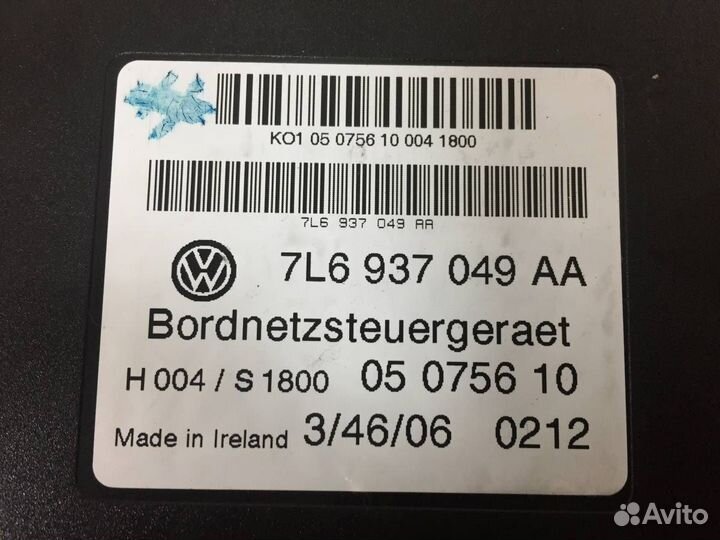 KO1 05 0756 10 004 1800
7L6 937 049 AA
VW 7L6 937 049 AA
Bordnetzsteuergeraet
H 004 / S 1800 05 0756 10
Made in Ireland 3/46/06 0212
Avito